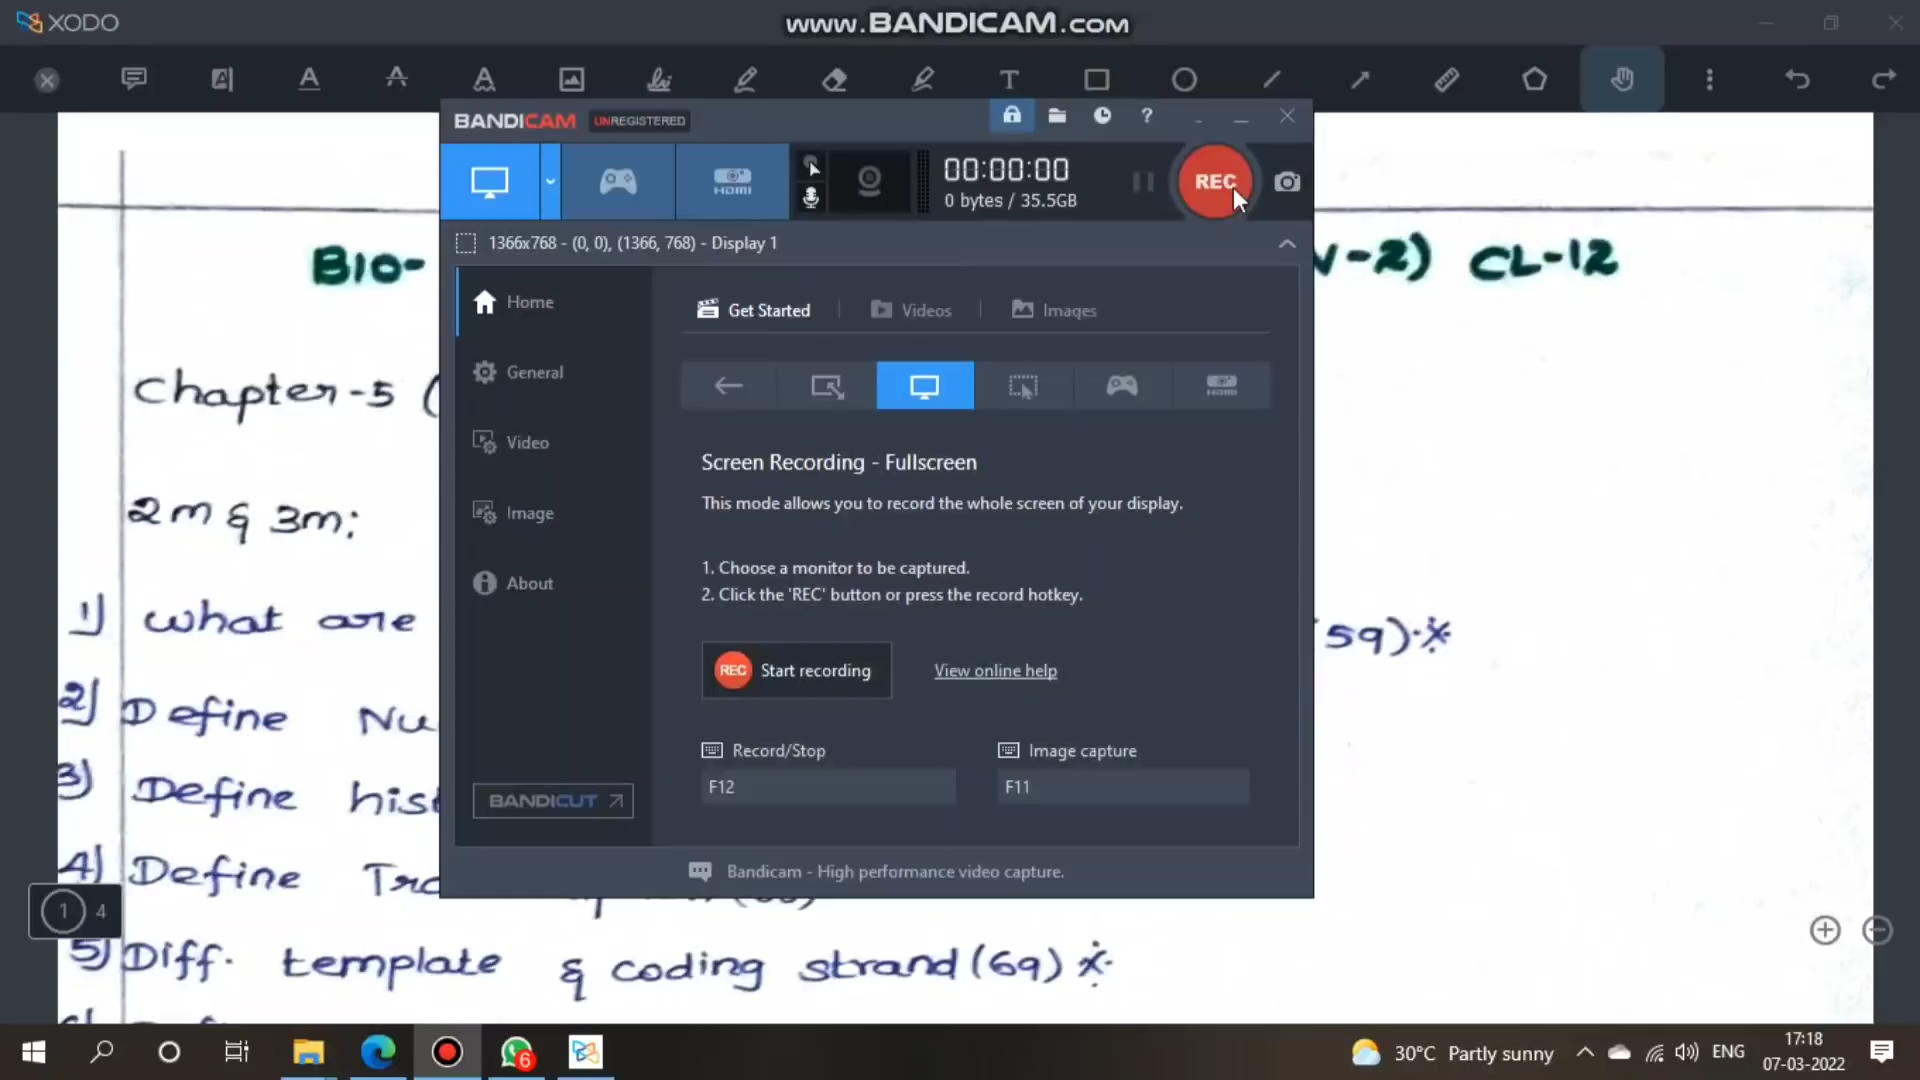 XODO
www.BANDICAM.com
BANDICAM UNREGISTERED
HDMI
00:00:00
0 bytes / 35.5GB
REC
1366x768 - (0, 0), (1366, 768) - Display 1
Home
General
Video
Image
About
BANDICUT
Get Started
Videos
Images
HDMI
Screen Recording - Fullscreen
This mode allows you to record the whole screen of your display.
1. Choose a monitor to be captured.
2. Click the 'REC' button or press the record hotkey.
REC Start recording
View online help
Record/Stop
F12
Image capture
F11
Bandicam - High performance video capture.
BIO- -2) CL-12
Chapter-5 (
2m & 3m:
1) what are 59)
2) Define Nu
3) Define hist
4) Define Tra
5) Diff. template & coding strand (69)
1 4
6
30°C Partly sunny
ENG
17:18
07-03-2022